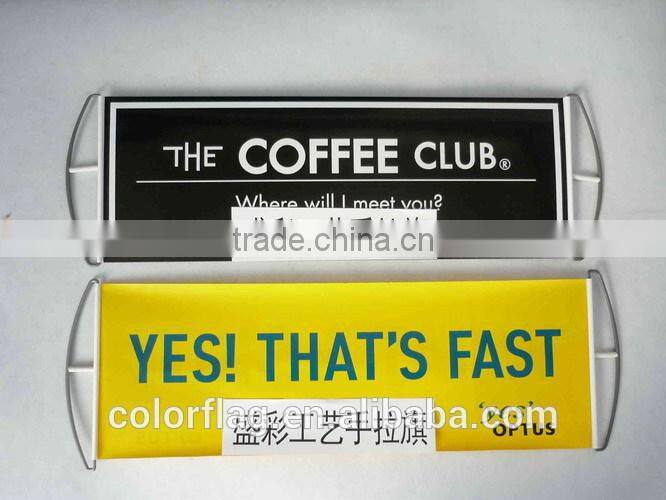 THE COFFEE CLUB®
Where will I meet you?
trade.china.cn
YES! THAT'S FAST
colorflag.en.alibaba.com
盛彩工艺手拉旗
'yes'
OPTUS